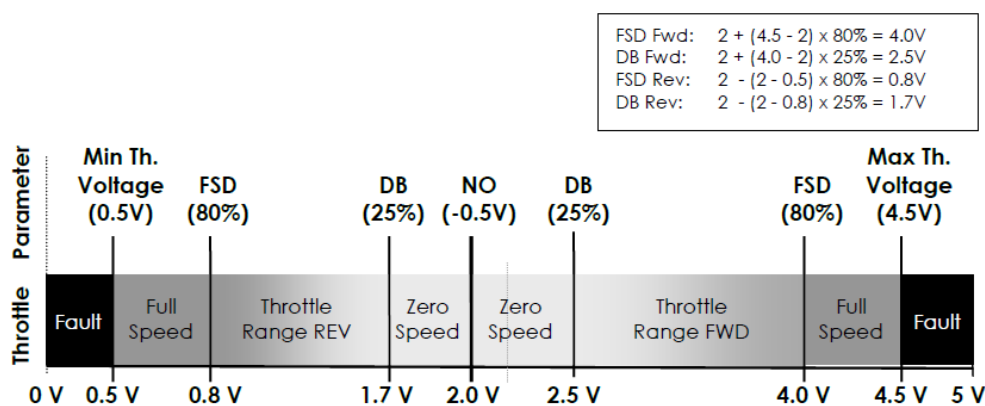 FSD Fwd: 2 + (4.5 - 2) x 80% = 4.0V
DB Fwd: 2 + (4.0 - 2) x 25% = 2.5V
FSD Rev: 2 - (2 - 0.5) x 80% = 0.8V
DB Rev: 2 - (2 - 0.8) x 25% = 1.7V
Parameter
Min Th.
Voltage
(0.5V)
FSD
(80%)
DB
(25%)
NO
(-0.5V)
DB
(25%)
FSD
(80%)
Max Th.
Voltage
(4.5V)
Throttle
Fault
Full
Speed
Throttle
Range REV
Zero
Speed
Zero
Speed
Throttle
Range FWD
Full
Speed
Fault
0 V 0.5 V 0.8 V 1.7 V 2.0 V 2.5 V 4.0 V 4.5 V 5 V